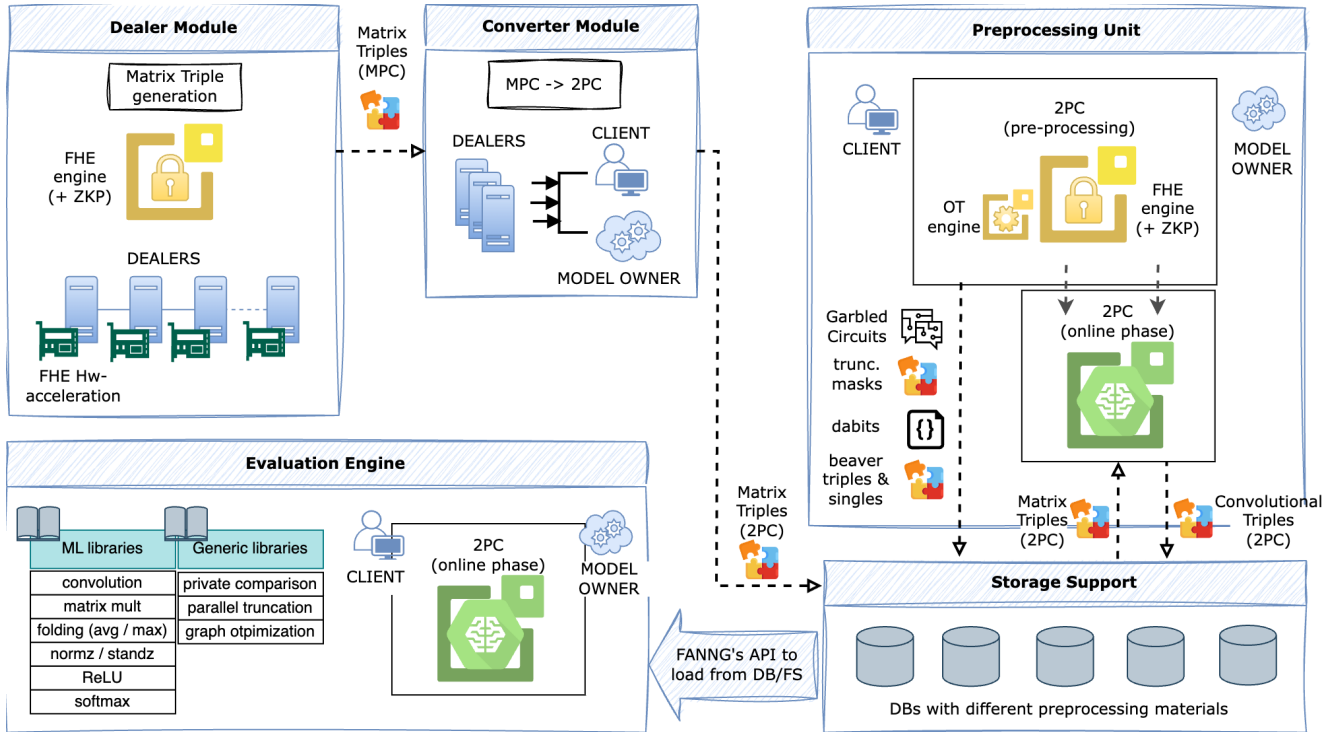 Dealer Module
Matrix Triple
generation
FHE
engine
(+ ZKP)
DEALERS
FHE Hw-
acceleration
Matrix
Triples
(MPC)
Converter Module
MPC -> 2PC
DEALERS
CLIENT
MODEL OWNER
Preprocessing Unit
CLIENT
2PC
(pre-processing)
MODEL
OWNER
OT
engine
FHE
engine
(+ ZKP)
Garbled
Circuits
trunc.
masks
dabits
beaver
triples &
singles
2PC
(online phase)
Matrix
Triples
(2PC)
Convolutional
Triples
(2PC)
Matrix
Triples
(2PC)
Evaluation Engine
ML libraries
convolution
matrix mult
folding (avg / max)
normz / standz
ReLU
softmax
Generic libraries
private comparison
parallel truncation
graph otpimization
CLIENT
2PC
(online phase)
MODEL
OWNER
FANNG's API to
load from DB/FS
Storage Support
DBs with different preprocessing materials